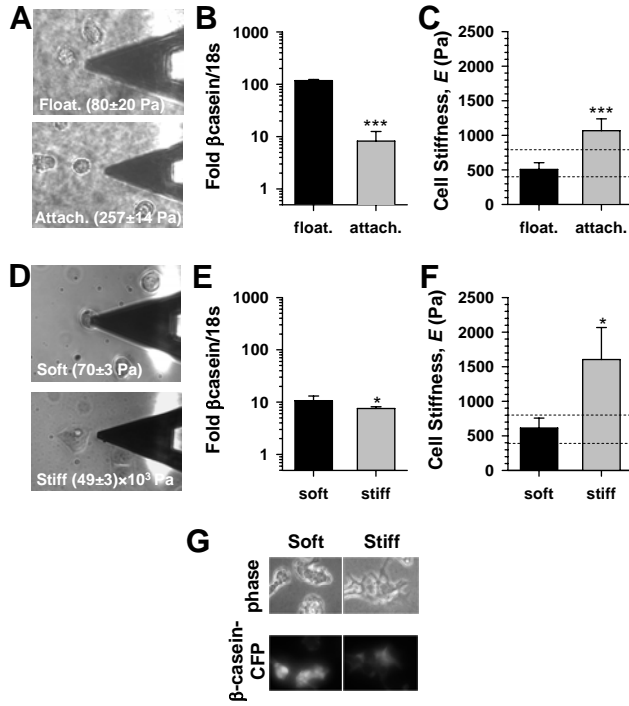 A
Float. (80±20 Pa)
Attach. (257±14 Pa)
B
Fold βcasein/18s
1000
100
10
1
***
float. attach.
C
Cell Stiffness, E (Pa)
2500
2000
1500
1000
500
0
***
float. attach.
D
Soft (70±3 Pa)
Stiff (49±3)×10³ Pa
E
Fold βcasein/18s
1000
100
10
1
*
soft stiff
F
Cell Stiffness, E (Pa)
2500
2000
1500
1000
500
0
*
soft stiff
G
Soft Stiff
phase
β-casein-
CFP